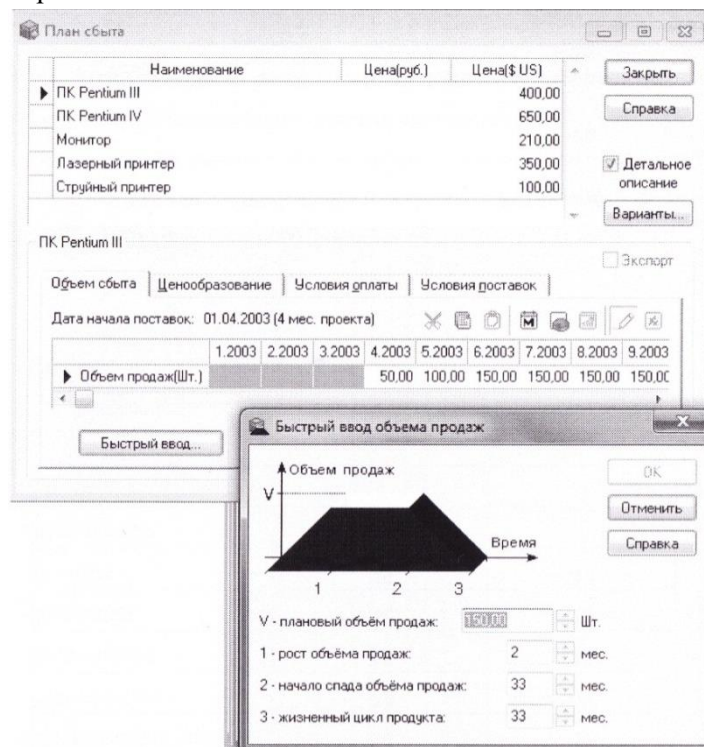 План сбыта
Наименование Цена(руб.) Цена($ US)
ПК Pentium III 400,00
ПК Pentium IV 650,00
Монитор 210,00
Лазерный принтер 350,00
Струйный принтер 100,00
Закрыть
Справка
Детальное
описание
Варианты...
ПК Pentium III
Экспорт
Объем сбыта Ценообразование Условия оплаты Условия поставок
Дата начала поставок: 01.04.2003 (4 мес. проекта)
1.2003 2.2003 3.2003 4.2003 5.2003 6.2003 7.2003 8.2003 9.2003
Объем продаж(Шт.) 50,00 100,00 150,00 150,00 150,00 150,00
Быстрый ввод...
Быстрый ввод объема продаж
Объем продаж
V
Время
1 2 3
OK
Отменить
Справка
V - плановый объём продаж: 150,00 Шт.
1 - рост объёма продаж: 2 мес.
2 - начало спада объёма продаж: 33 мес.
3 - жизненный цикл продукта: 33 мес.